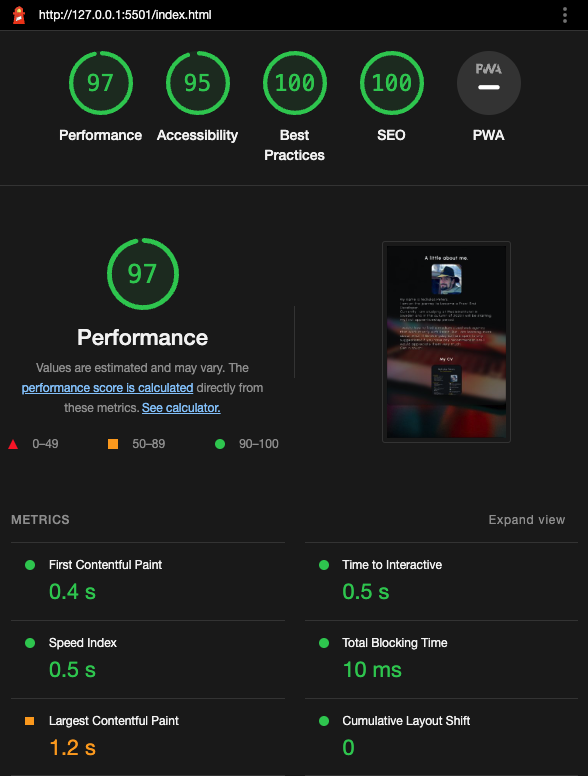 http://127.0.0.1:5501/index.html
97
95
100
100
PWA
Performance
Accessibility
Best
Practices
SEO
PWA
97
Performance
Values are estimated and may vary. The
performance score is calculated directly from
these metrics. See calculator.
0–49
50–89
90–100
A little about me.
My CV
METRICS
Expand view
First Contentful Paint
0.4 s
Time to Interactive
0.5 s
Speed Index
0.5 s
Total Blocking Time
10 ms
Largest Contentful Paint
1.2 s
Cumulative Layout Shift
0